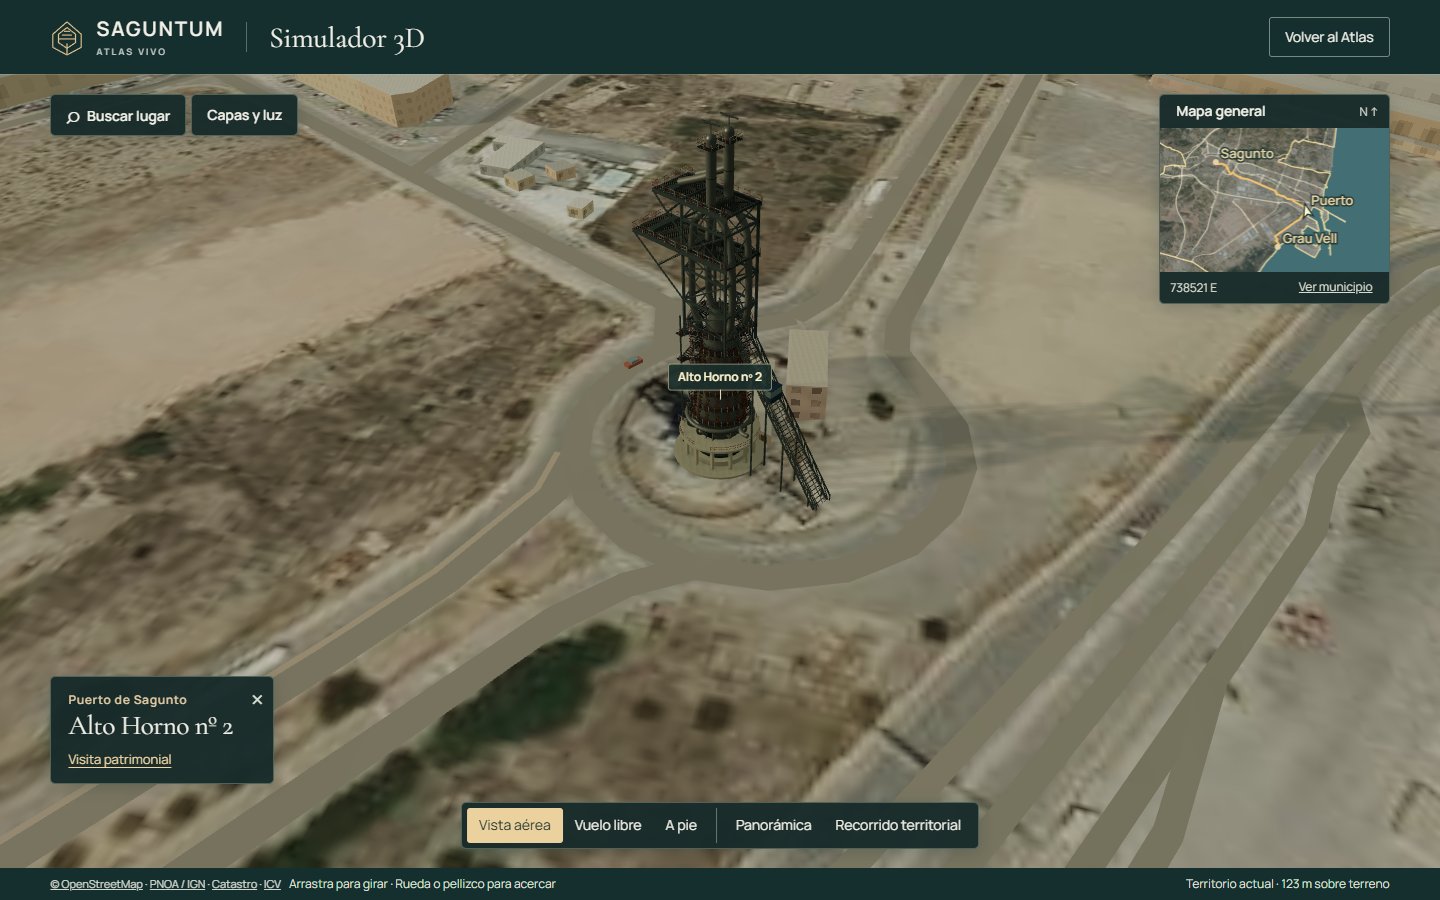 SAGUNTUM
ATLAS VIVO
Simulador 3D
Volver al Atlas
Buscar lugar
Capas y luz
Mapa general
N ↑
Sagunto
Puerto
Grau Vell
738521 E
Ver municipio
Alto Horno nº 2
Puerto de Sagunto
Alto Horno nº 2
Visita patrimonial
Vista aérea
Vuelo libre
A pie
Panorámica
Recorrido territorial
© OpenStreetMap · PNOA / IGN · Catastro · ICV Arrastra para girar · Rueda o pellizco para acercar
Territorio actual · 123 m sobre terreno